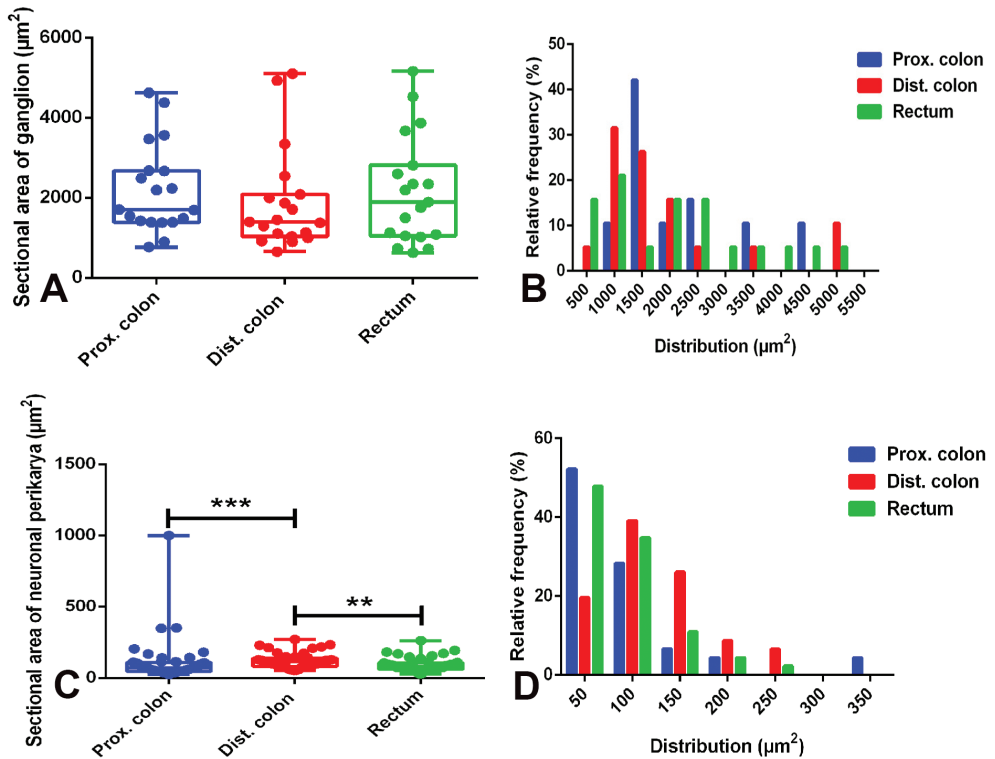 Sectional area of ganglion (µm²)
6000
4000
2000
0
Prox. colon
Dist. colon
Rectum
A
Relative frequency (%)
50
40
30
20
10
0
500
1000
1500
2000
2500
3000
3500
4000
4500
5000
5500
Distribution (µm²)
Prox. colon
Dist. colon
Rectum
B
Sectional area of neuronal perikarya (µm²)
1500
1000
500
0
***
**
Prox. colon
Dist. colon
Rectum
C
Relative frequency (%)
60
40
20
0
50
100
150
200
250
300
350
Distribution (µm²)
Prox. colon
Dist. colon
Rectum
D